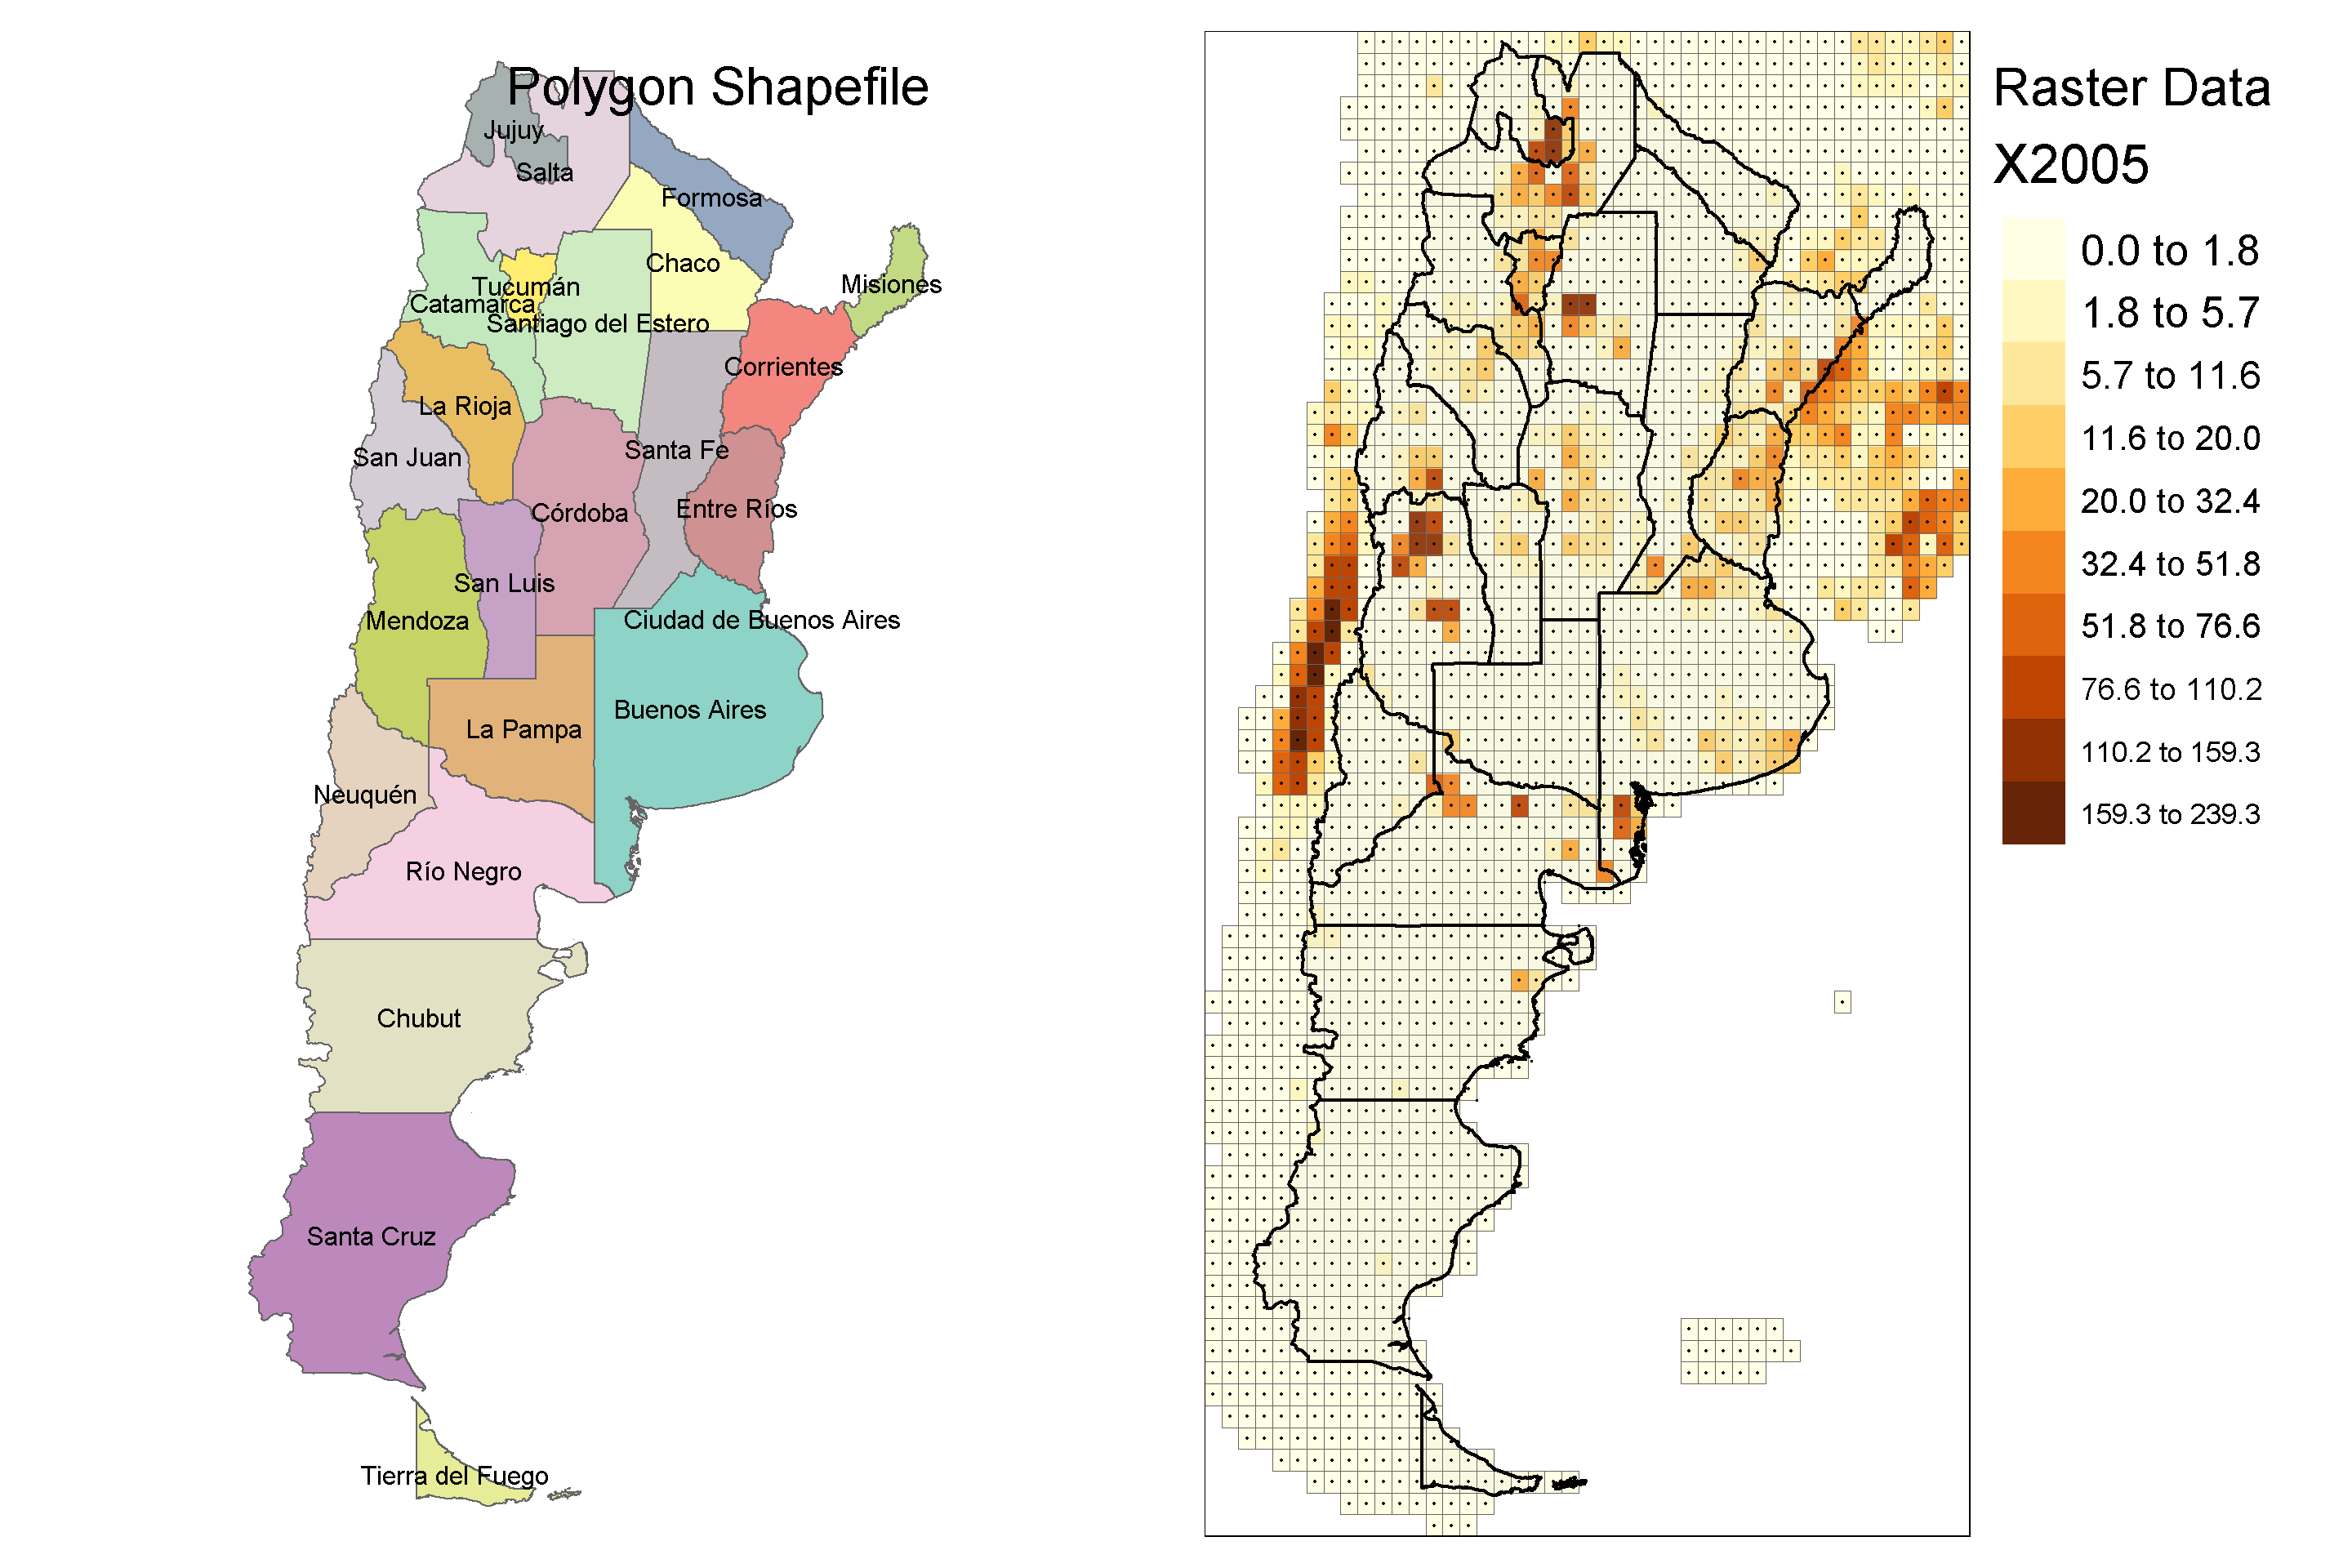 Polygon Shapefile
Jujuy
Salta
Formosa
Chaco
Misiones
Tucumán
Catamarca
Santiago del Estero
Corrientes
La Rioja
Santa Fe
San Juan
Entre Ríos
Córdoba
San Luis
Mendoza
Ciudad de Buenos Aires
Buenos Aires
La Pampa
Neuquén
Río Negro
Chubut
Santa Cruz
Tierra del Fuego
Raster Data
X2005
0.0 to 1.8
1.8 to 5.7
5.7 to 11.6
11.6 to 20.0
20.0 to 32.4
32.4 to 51.8
51.8 to 76.6
76.6 to 110.2
110.2 to 159.3
159.3 to 239.3